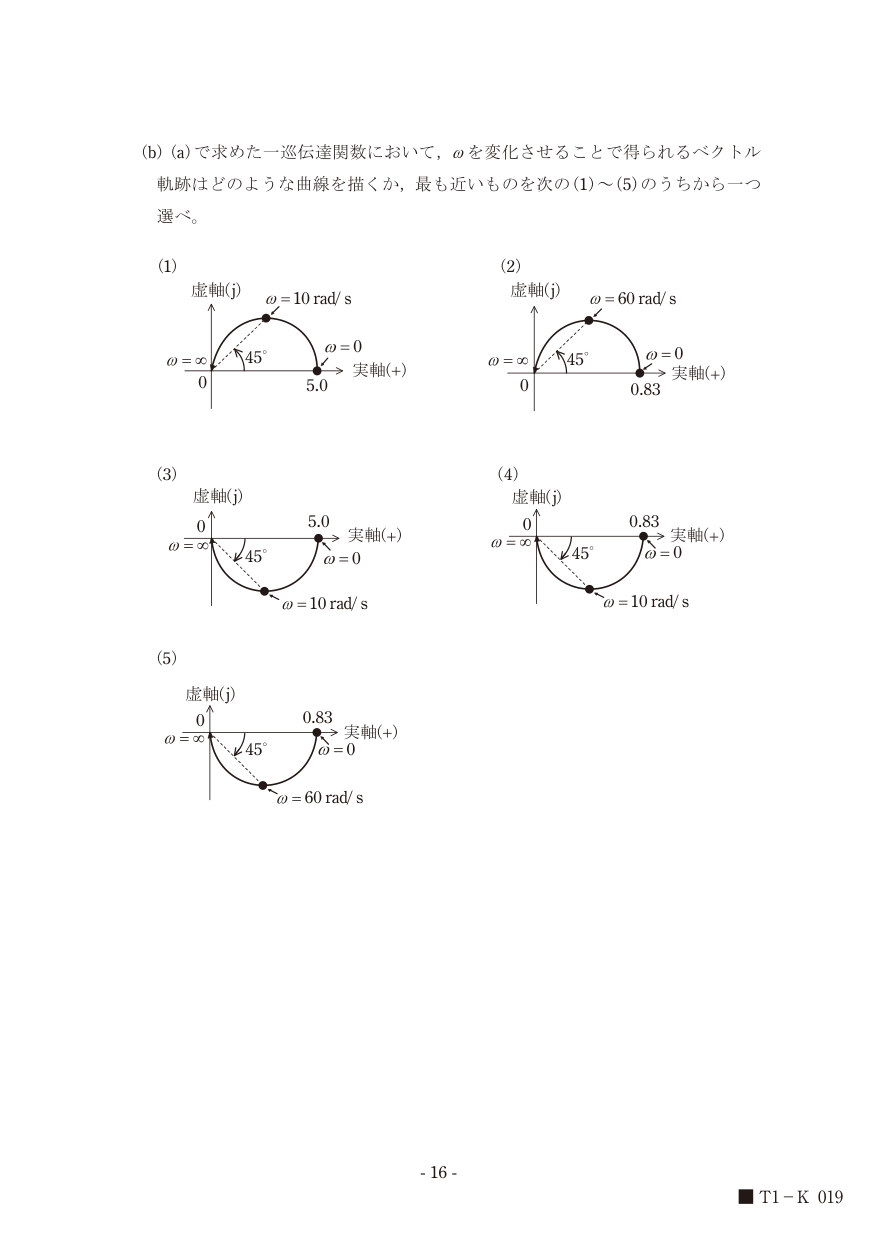 (b) (a)で求めた一巡伝達関数において，ωを変化させることで得られるベクトル
軌跡はどのような曲線を描くか，最も近いものを次の(1)～(5)のうちから一つ
選べ。
(1)
虚軸(j)
ω＝10 rad/s
ω＝∞
45°
ω＝0
実軸(+)
0
5.0
(2)
虚軸(j)
ω＝60 rad/s
ω＝∞
45°
ω＝0
実軸(+)
0
0.83
(3)
虚軸(j)
0
5.0
実軸(+)
ω＝∞
45°
ω＝0
ω＝10 rad/s
(4)
虚軸(j)
0
0.83
実軸(+)
ω＝∞
45°
ω＝0
ω＝10 rad/s
(5)
虚軸(j)
0
0.83
実軸(+)
ω＝∞
45°
ω＝0
ω＝60 rad/s
- 16 -
■ T1－K 019